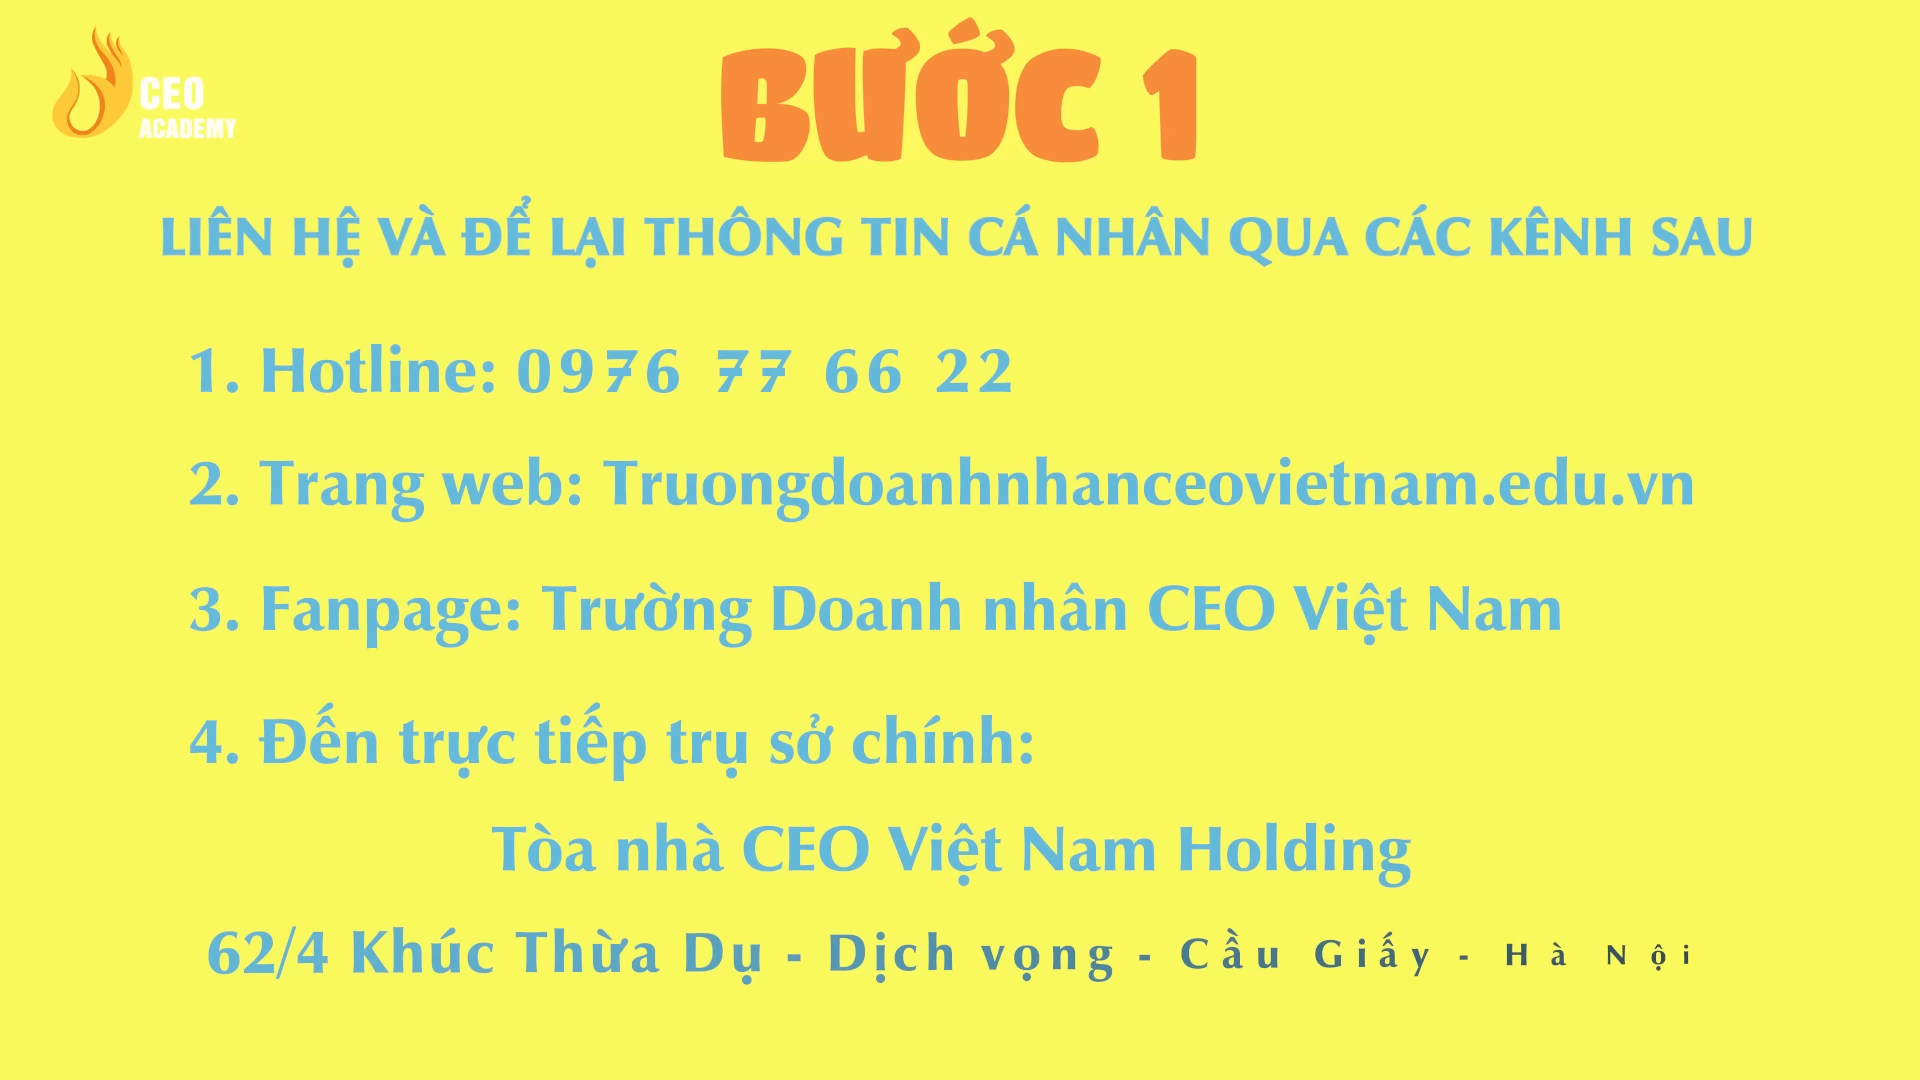 CEO
ACADEMY
BƯỚC 1
LIÊN HỆ VÀ ĐỂ LẠI THÔNG TIN CÁ NHÂN QUA CÁC KÊNH SAU
1. Hotline: 0976 77 66 22
2. Trang web: Truongdoanhnhanceovietnam.edu.vn
3. Fanpage: Trường Doanh nhân CEO Việt Nam
4. Đến trực tiếp trụ sở chính:
Tòa nhà CEO Việt Nam Holding
62/4 Khúc Thừa Dụ - Dịch vọng - Cầu Giấy - Hà Nội